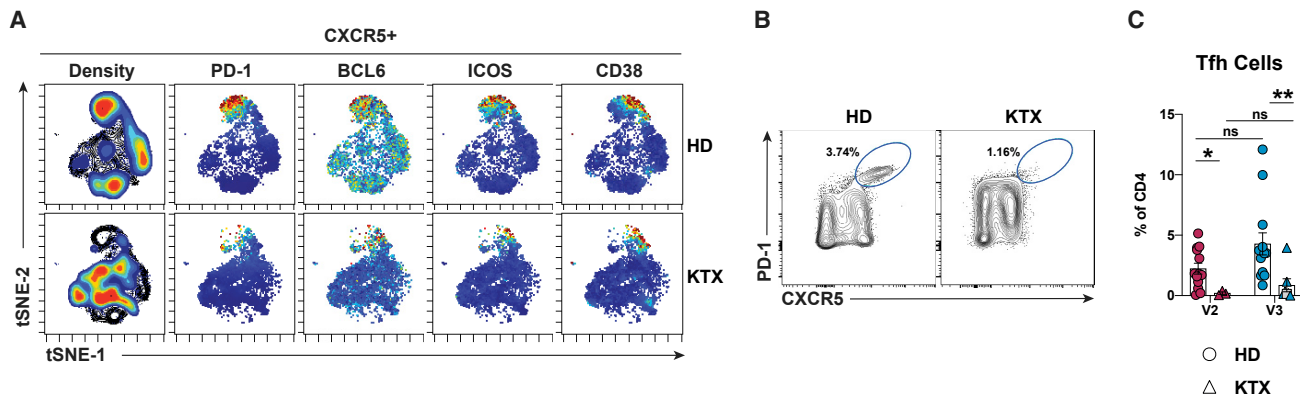 A
CXCR5+
Density PD-1 BCL6 ICOS CD38
HD
KTX
tSNE-2
tSNE-1
B
HD KTX
3.74% 1.16%
PD-1
CXCR5
C
Tfh Cells
**
ns
ns
*
15
10
5
0
% of CD4
V2 V3
HD
KTX